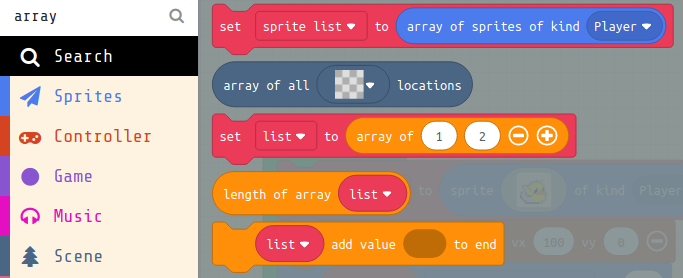 array
Search
Sprites
Controller
Game
Music
Scene
set sprite list to array of sprites of kind Player
array of all locations
set list to array of 1 2
to sprite of kind Player
length of array list
list add value to end
vx 100 vy 0